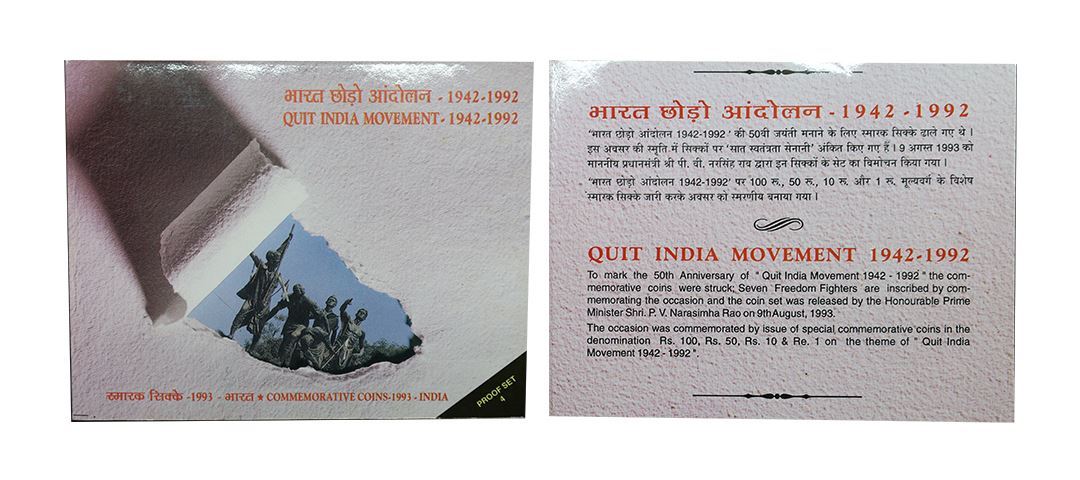 भारत छोड़ो आंदोलन - 1942-1992
QUIT INDIA MOVEMENT - 1942-1992
स्मारक सिक्के -1993 - भारत ★ COMMEMORATIVE COINS-1993 - INDIA
PROOF SET
4
भारत छोड़ो आंदोलन - 1942 - 1992
'भारत छोड़ो आंदोलन 1942-1992' की 50वीं जयंती मनाने के लिए स्मारक सिक्के ढाले गए थे ।
इस अवसर की स्मृति में सिक्कों पर 'सात स्वतंत्रता सेनानी' अंकित किए गए हैं । 9 अगस्त 1993 को
माननीय प्रधानमंत्री श्री पी. वी. नरसिंह राव द्वारा इन सिक्कों के सेट का विमोचन किया गया ।
'भारत छोड़ो आंदोलन 1942-1992' पर 100 रू., 50 रू., 10 रू. और 1 रू. मूल्यवर्ग के विशेष
स्मारक सिक्के जारी करके अवसर को स्मरणीय बनाया गया ।
QUIT INDIA MOVEMENT 1942-1992
To mark the 50th Anniversary of " Quit India Movement 1942 - 1992 " the com-
memorative coins were struck; Seven Freedom Fighters are inscribed by com-
memorating the occasion and the coin set was released by the Honourable Prime
Minister Shri. P. V. Narasimha Rao on 9th August, 1993.
The occasion was commemorated by issue of special commemorative coins in the
denomination Rs. 100, Rs. 50, Rs. 10 & Re. 1 on the theme of " Quit India
Movement 1942 - 1992 ".